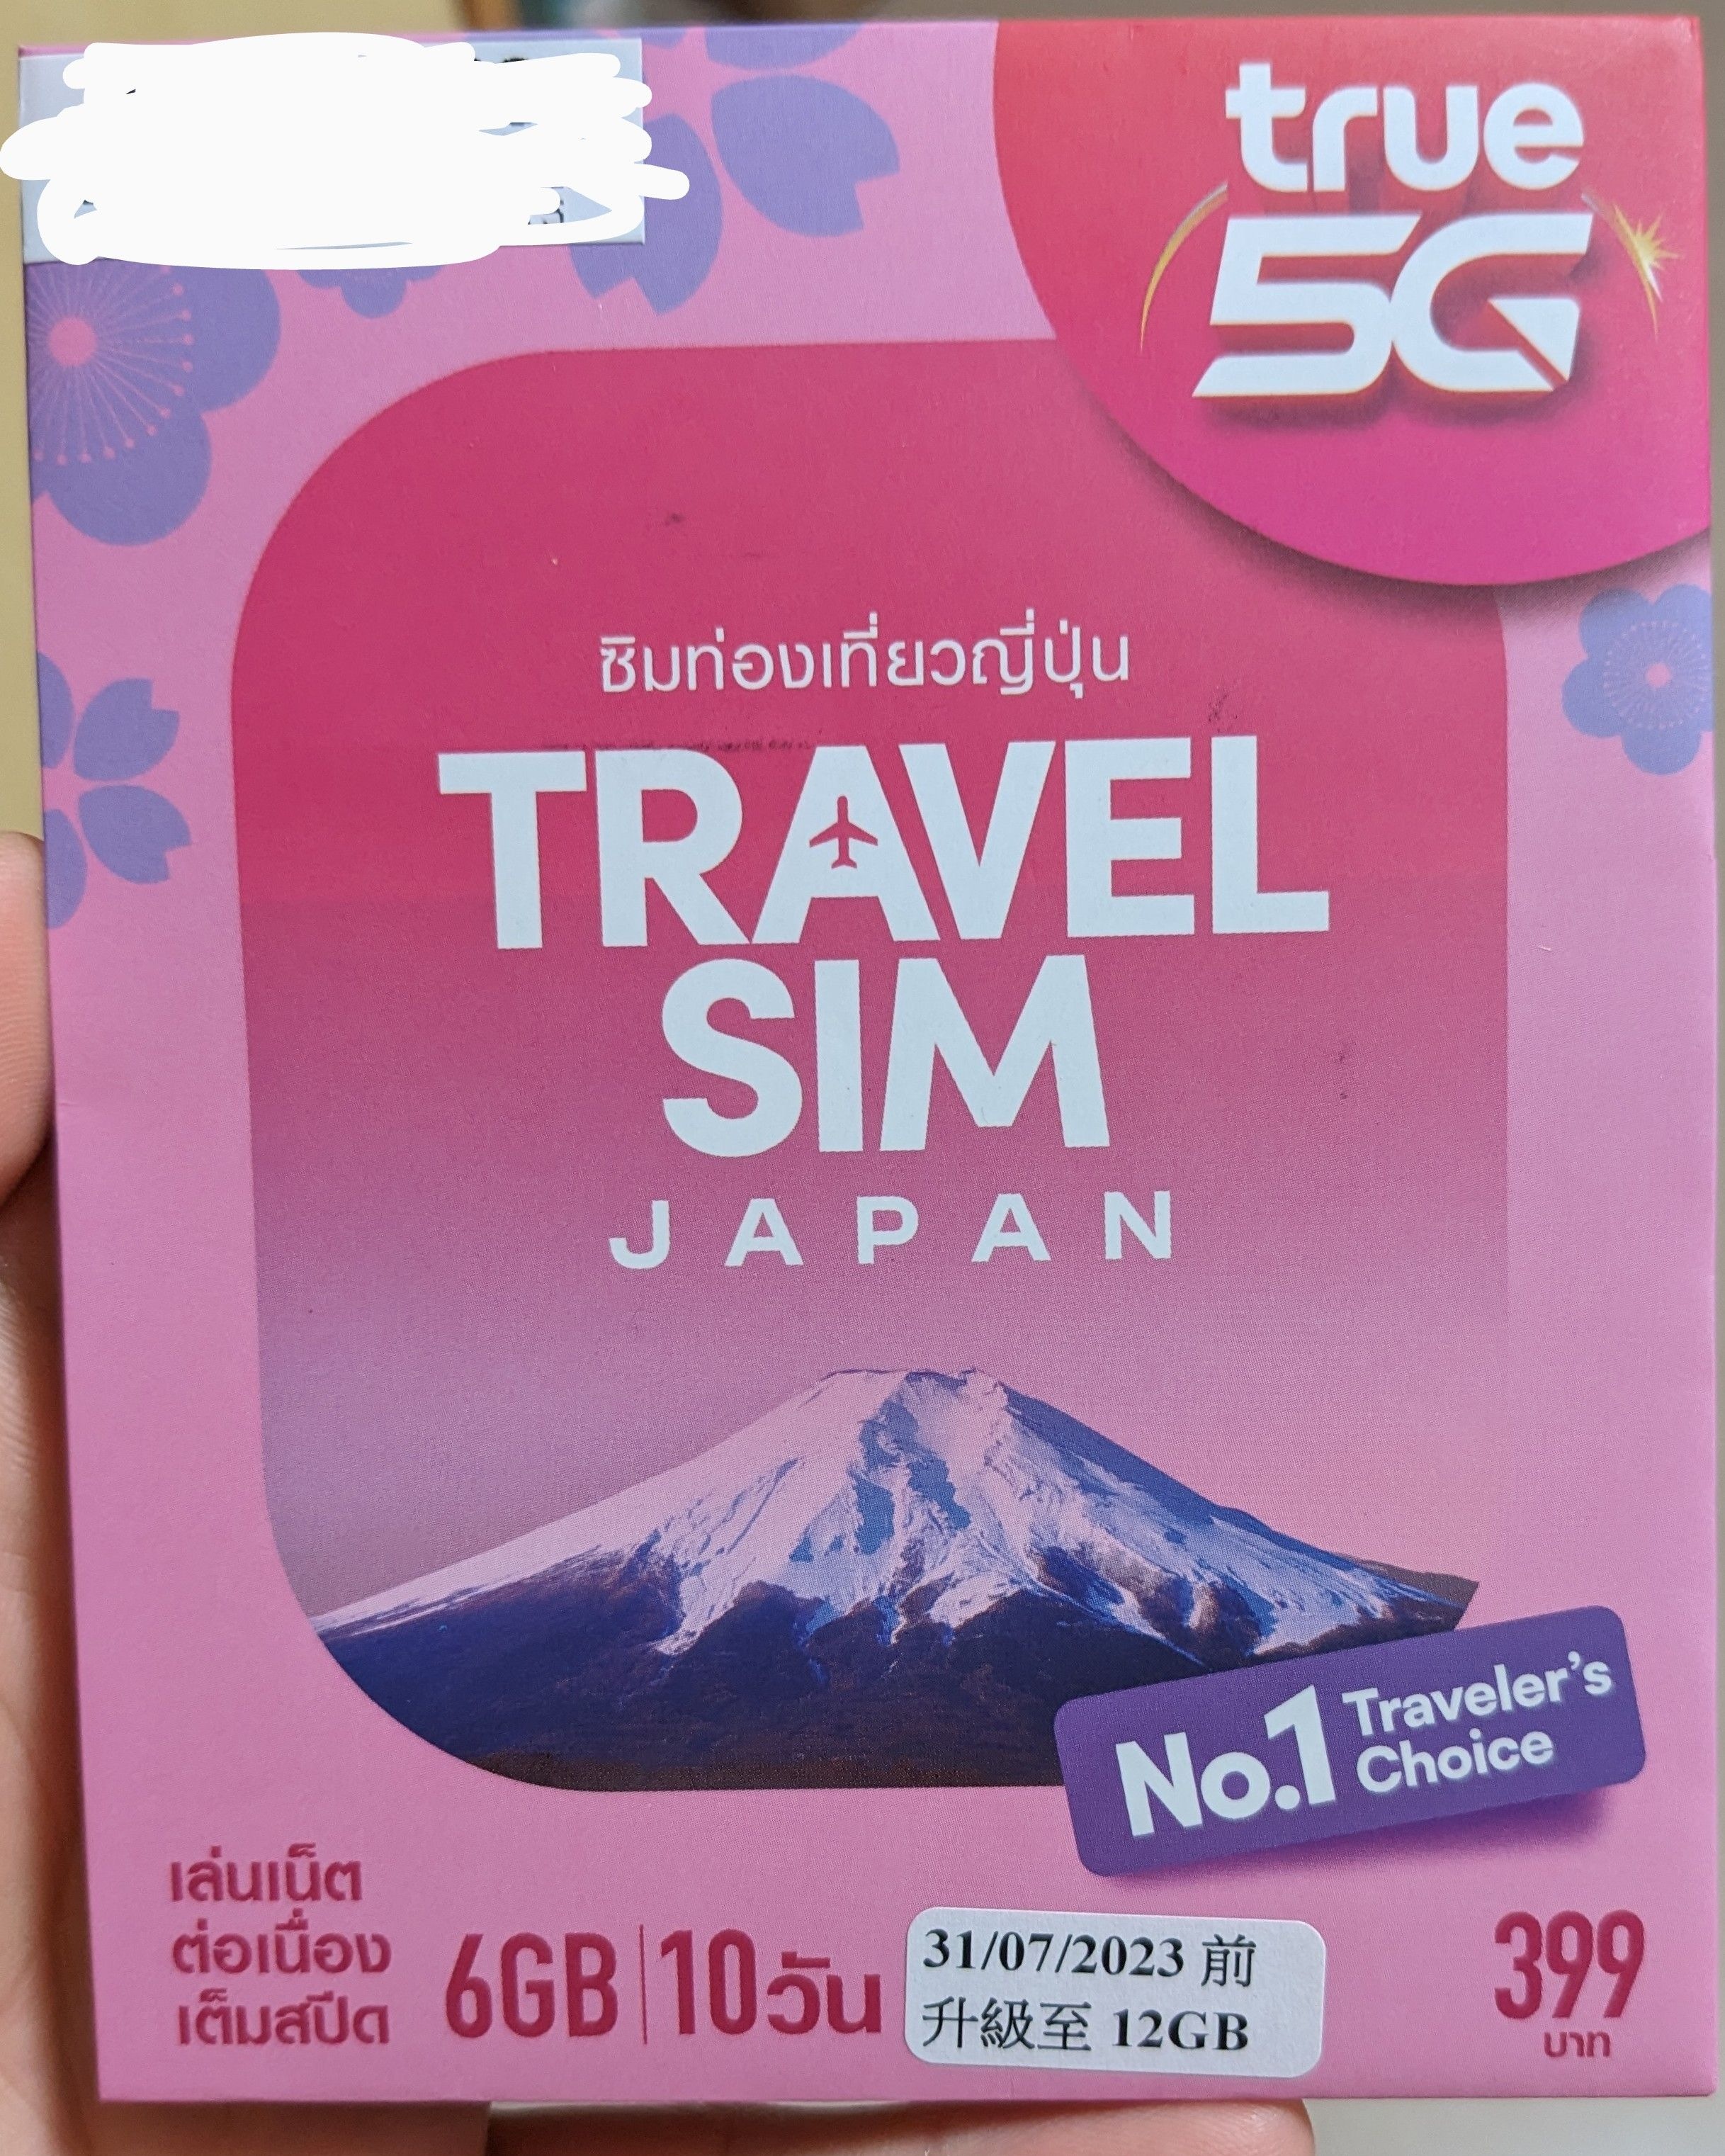 true
5G
ซิมท่องเที่ยวญี่ปุ่น
TRAVEL
SIM
JAPAN
No.1 Traveler's
Choice
เล่นเน็ต
ต่อเนื่อง
เต็มสปีด
6GB | 10วัน
31/07/2023 前
升級至 12GB
399
บาท